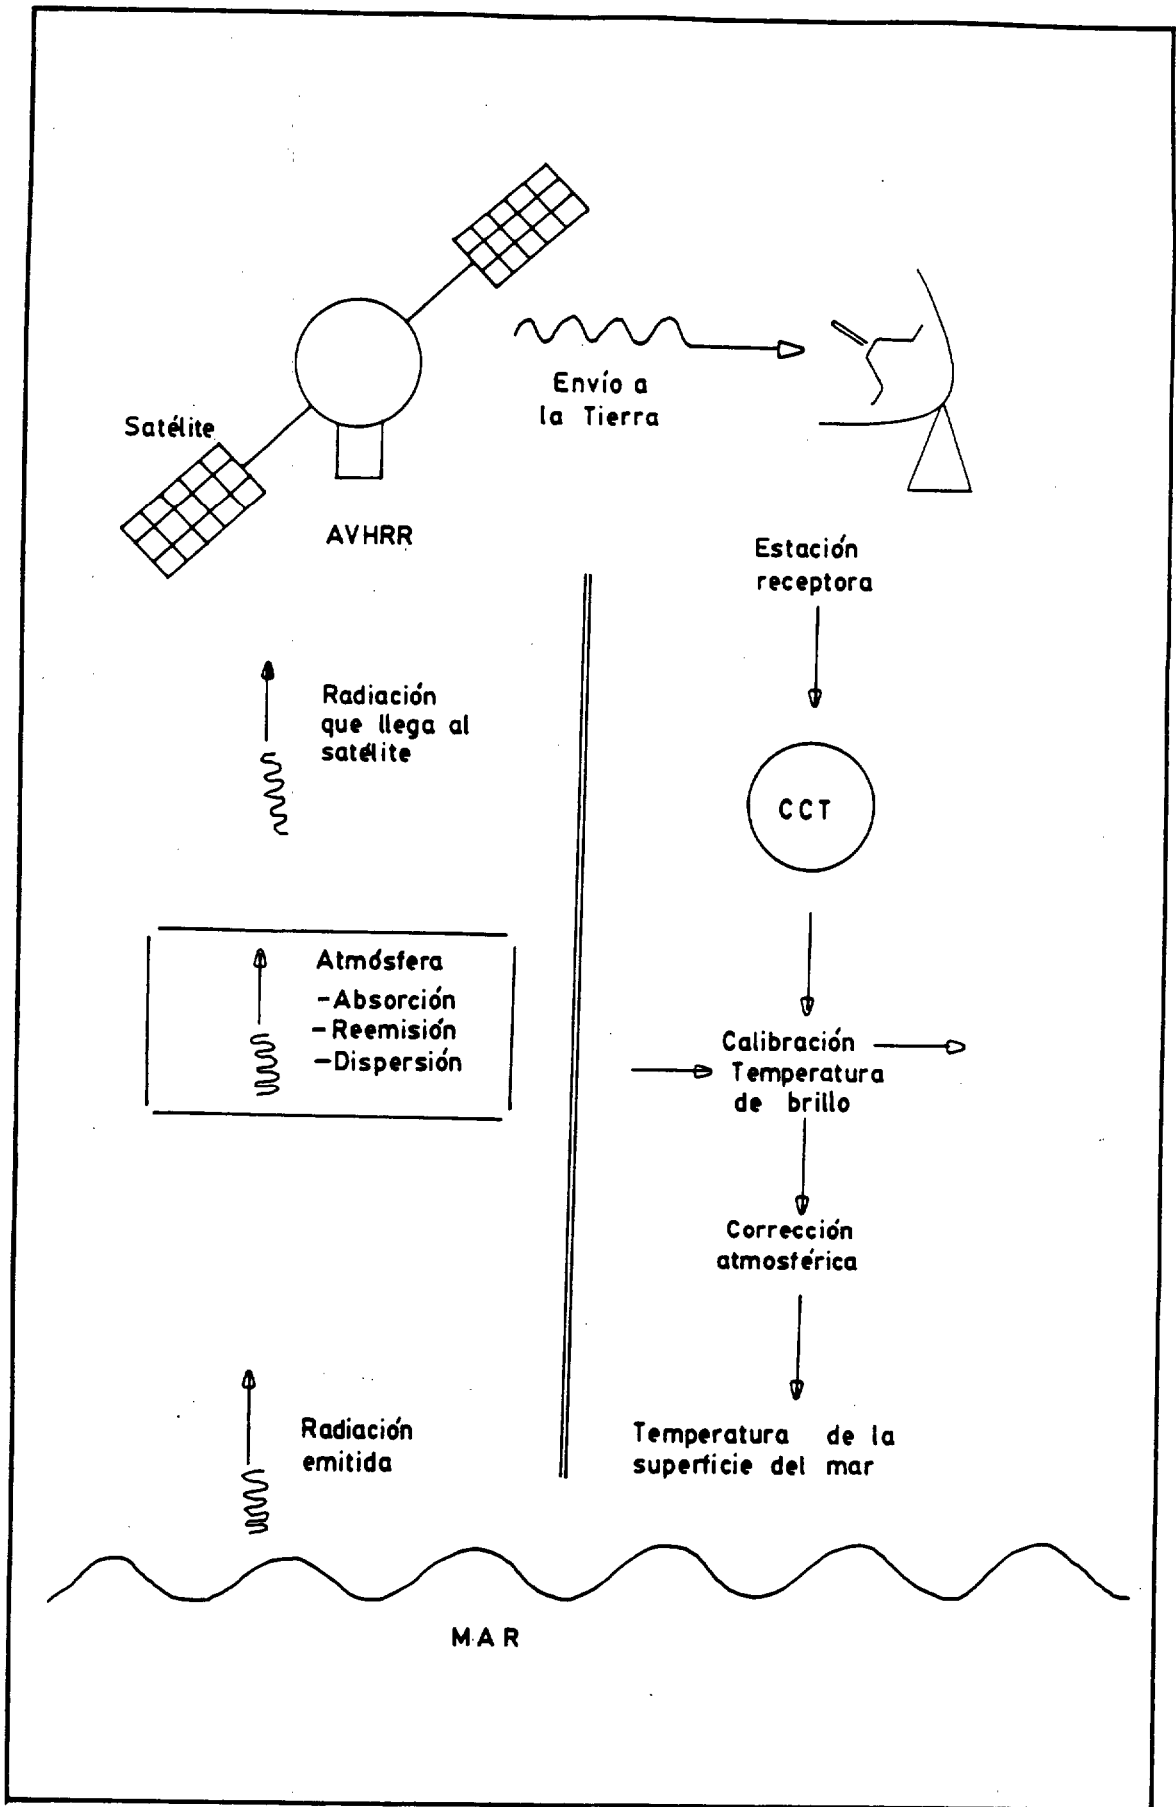 Satélite
AVHRR
Envío a
la Tierra
Radiación
que llega al
satélite
Atmósfera
-Absorción
-Reemisión
-Dispersión
Radiación
emitida
Estación
receptora
CCT
Calibración
Temperatura
de brillo
Corrección
atmosférica
Temperatura de la
superficie del mar
MAR